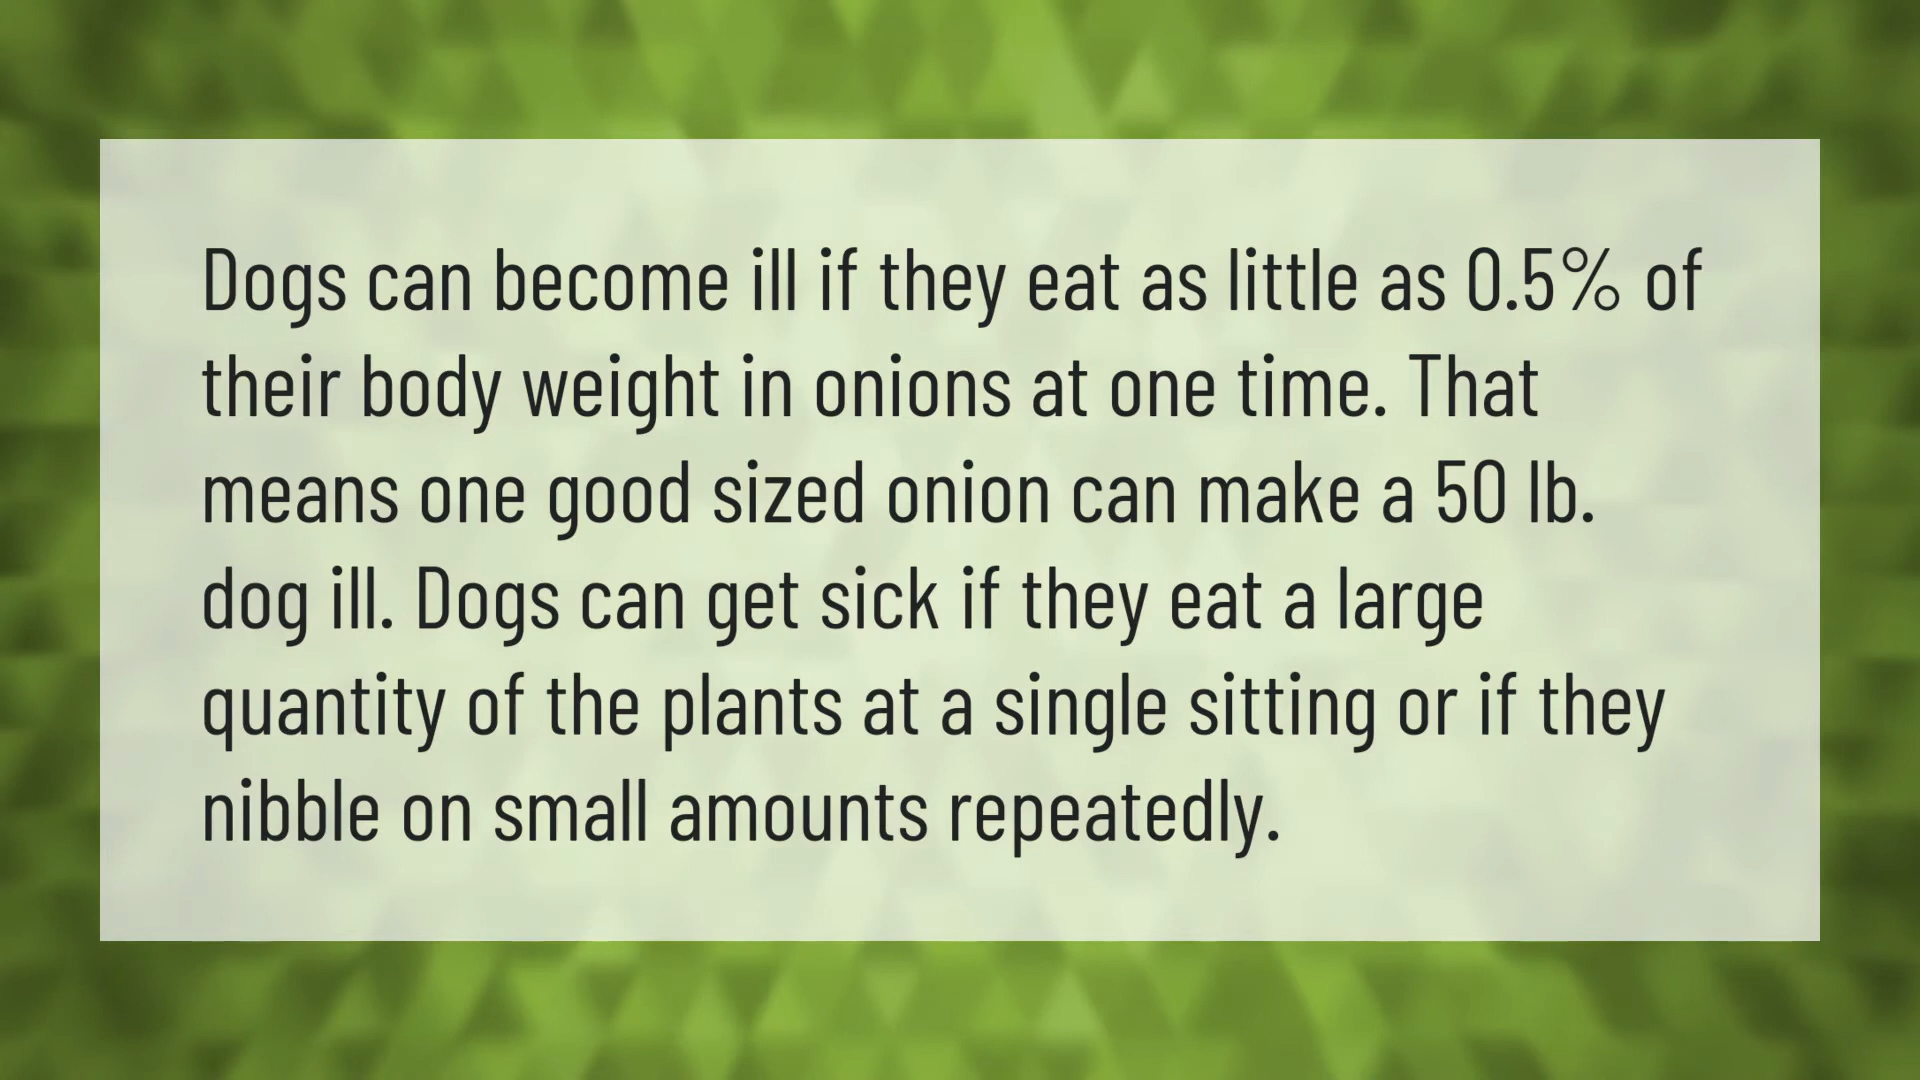 Dogs can become ill if they eat as little as 0.5% of
their body weight in onions at one time. That
means one good sized onion can make a 50 lb.
dog ill. Dogs can get sick if they eat a large
quantity of the plants at a single sitting or if they
nibble on small amounts repeatedly.